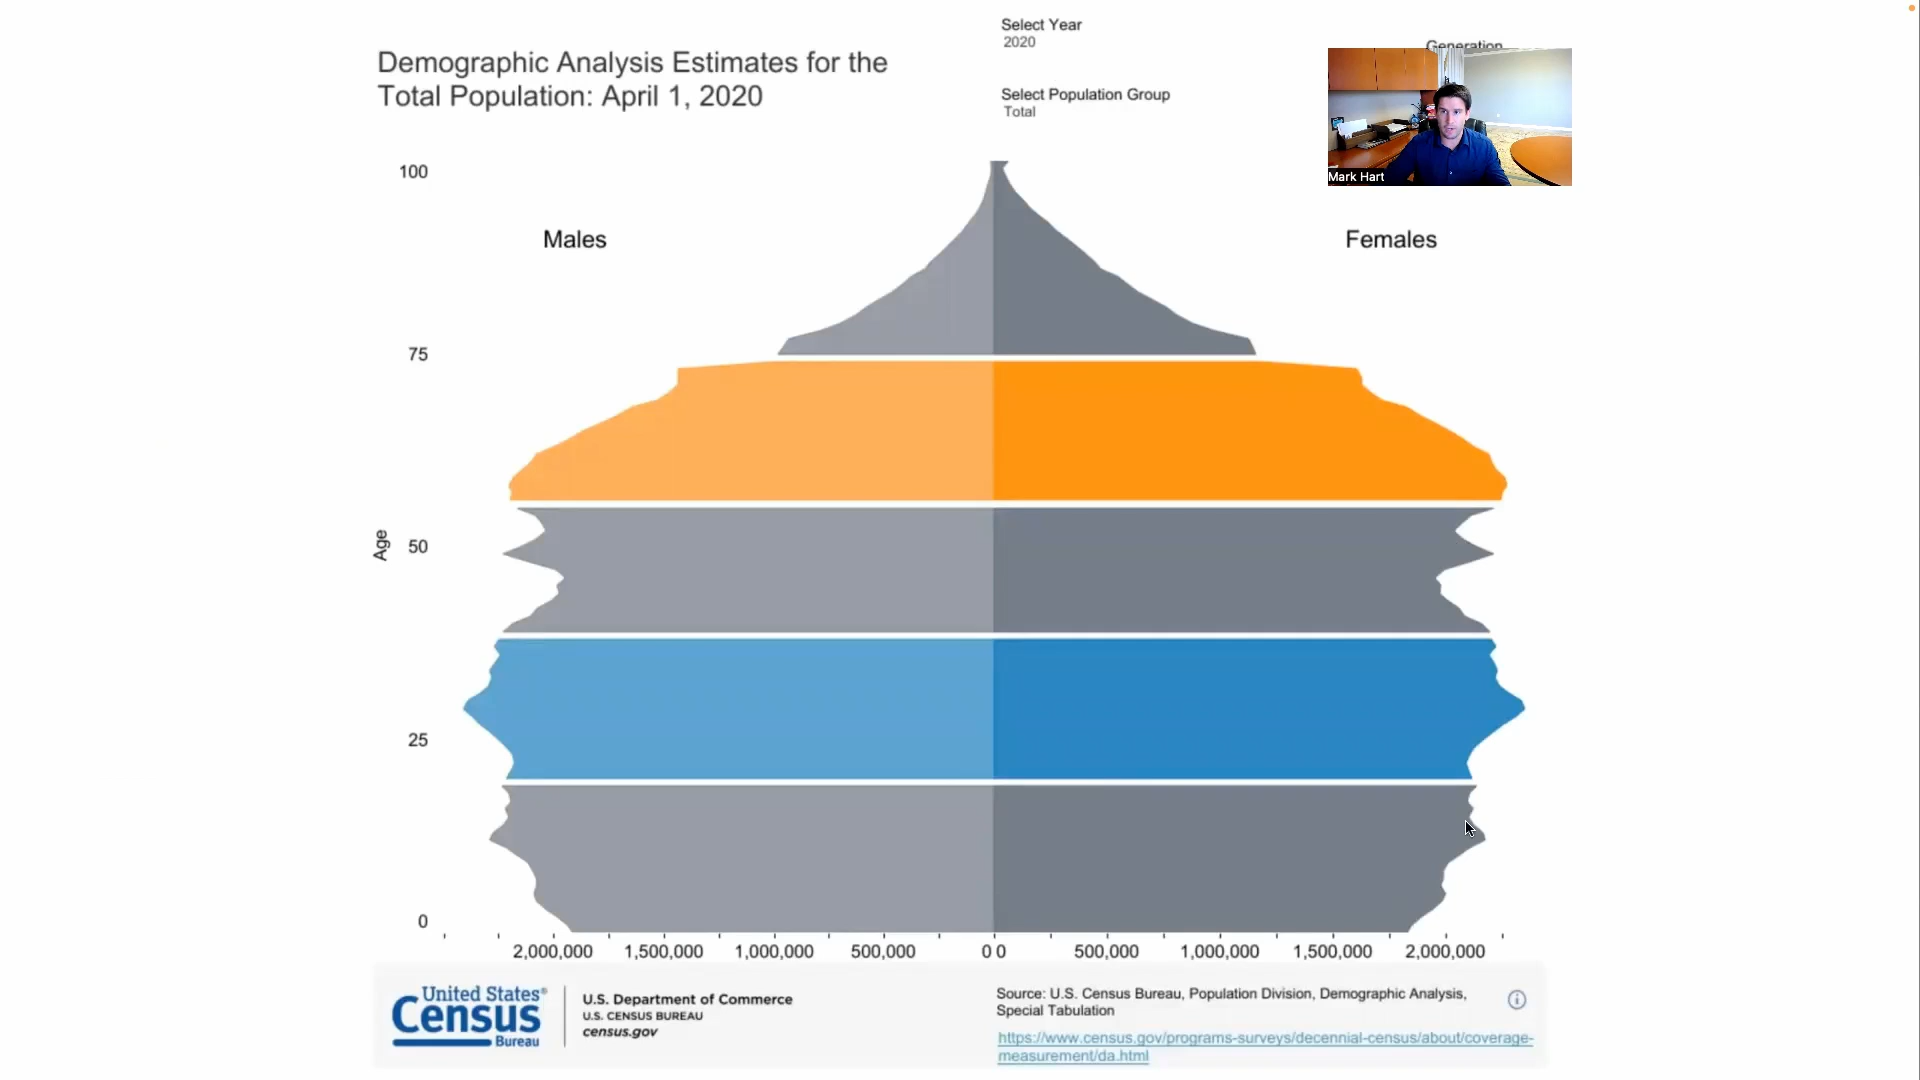 Demographic Analysis Estimates for the
Total Population: April 1, 2020
Select Year
2020
Select Population Group
Total
Generation
Mark Hart
Males
Females
Age
100
75
50
25
0
2,000,000 1,500,000 1,000,000 500,000 0 0 500,000 1,000,000 1,500,000 2,000,000
United States®
Census
Bureau
U.S. Department of Commerce
U.S. CENSUS BUREAU
census.gov
Source: U.S. Census Bureau, Population Division, Demographic Analysis,
Special Tabulation
https://www.census.gov/programs-surveys/decennial-census/about/coverage-
measurement/da.html